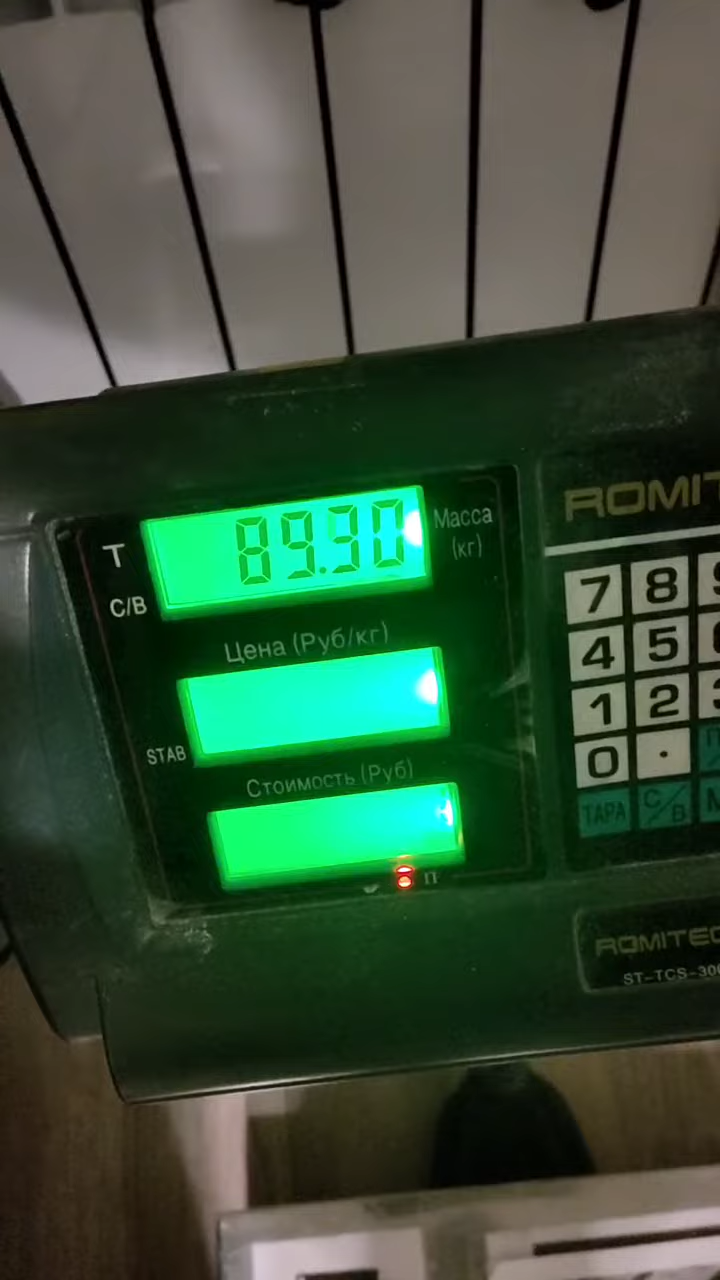 89.30
Масса
(кг)
T
С/В
Цена (Руб/кг)
STAB
Стоимость (Руб)
П
ROMIT
7 8 9
4 5 6
1 2 3
0 .
ТАРА С/В
ROMITEC
ST-TCS-300